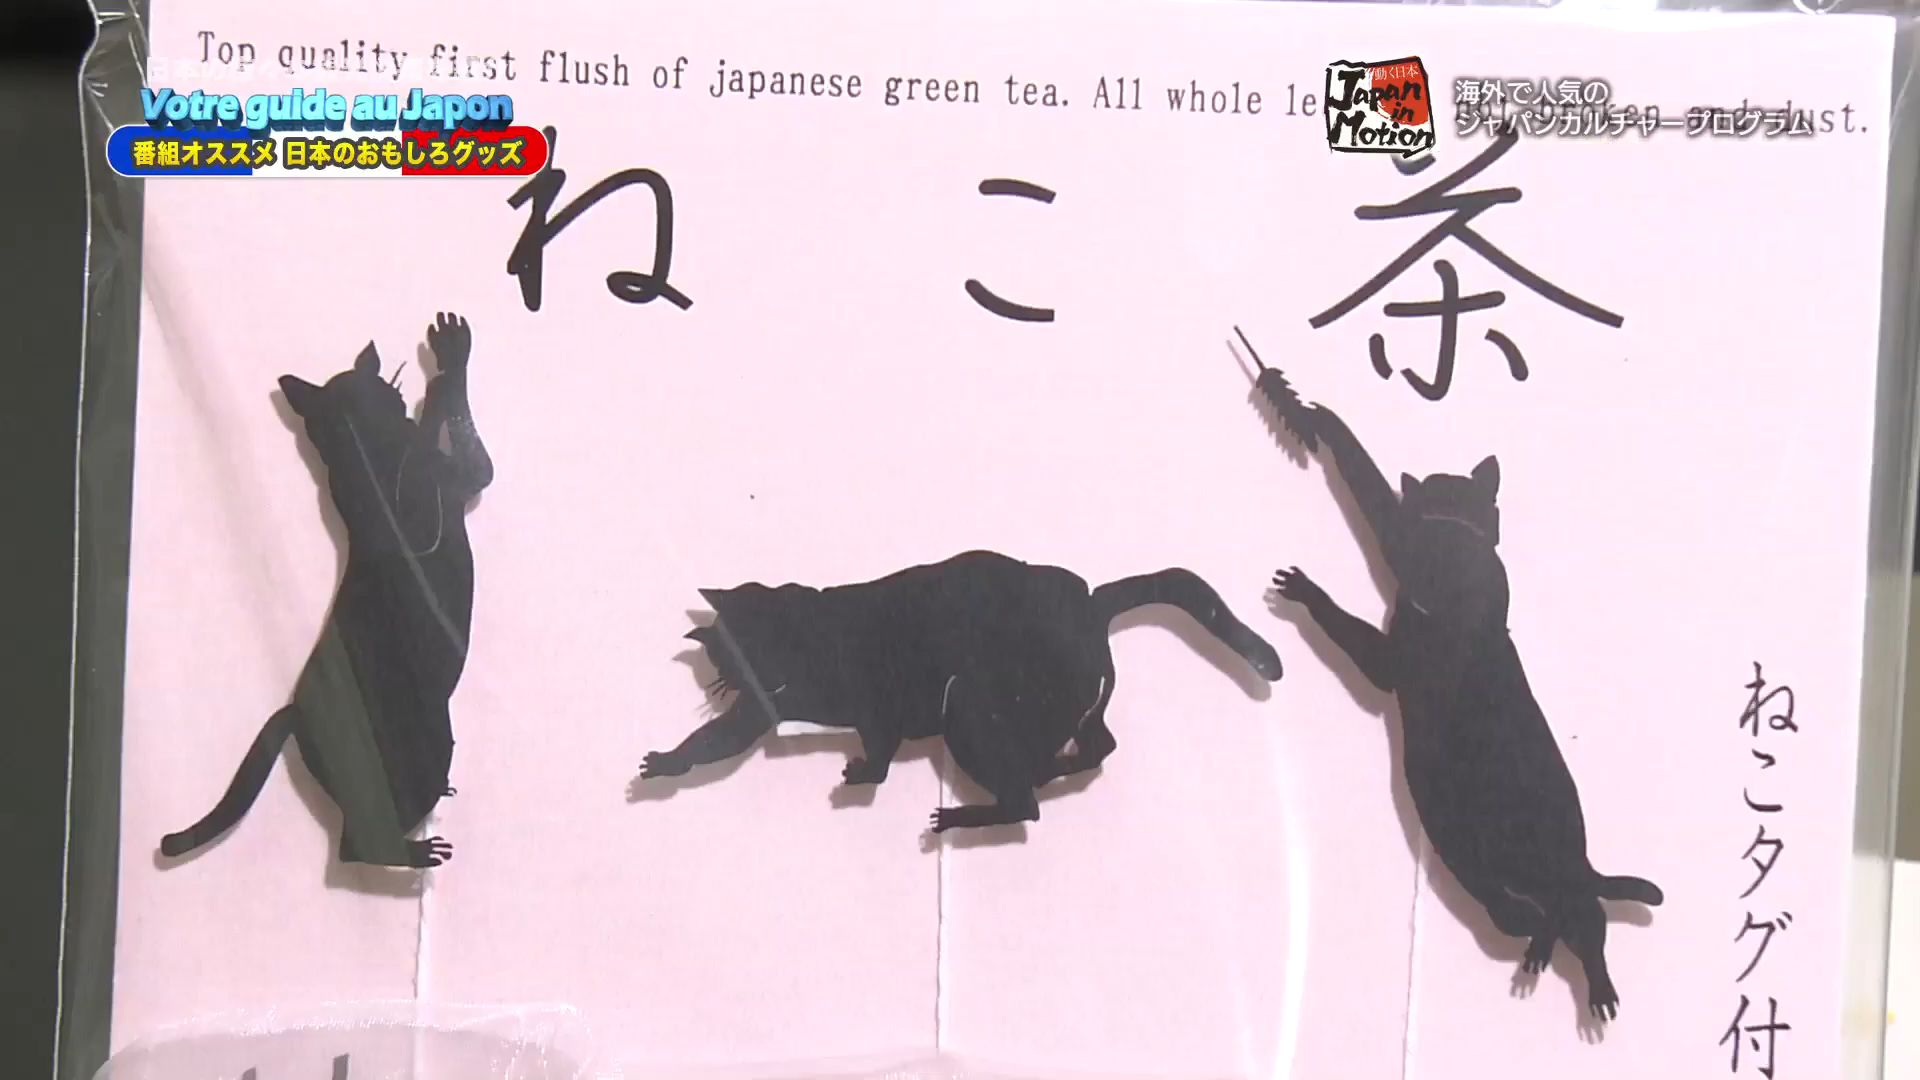 Top quality first flush of japanese green tea. All whole le broken and dust.
Votre guide au Japon
番組オススメ 日本のおもしろグッズ
動く日本
Japan
in
Motion
海外で人気の
ジャパンカルチャープログラム
ねこ茶
ねこタグ付